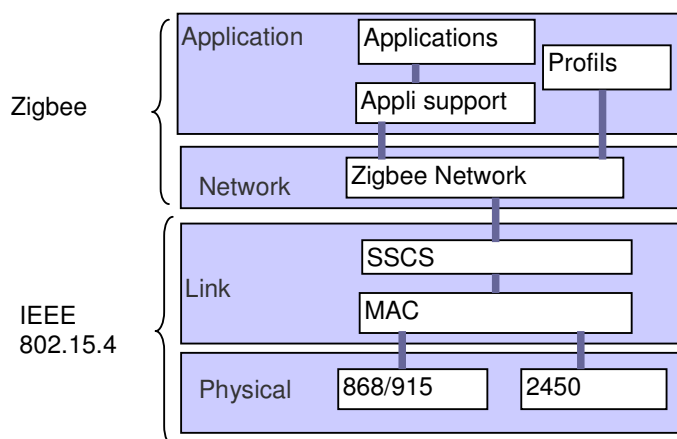 Application
Applications
Profils
Zigbee
Appli support
Network
Zigbee Network
SSCS
Link
MAC
IEEE
802.15.4
Physical
868/915
2450